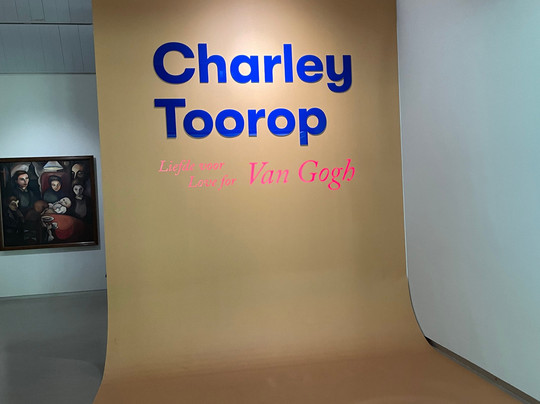 Charley
Toorop
Liefde voor
Love for Van Gogh